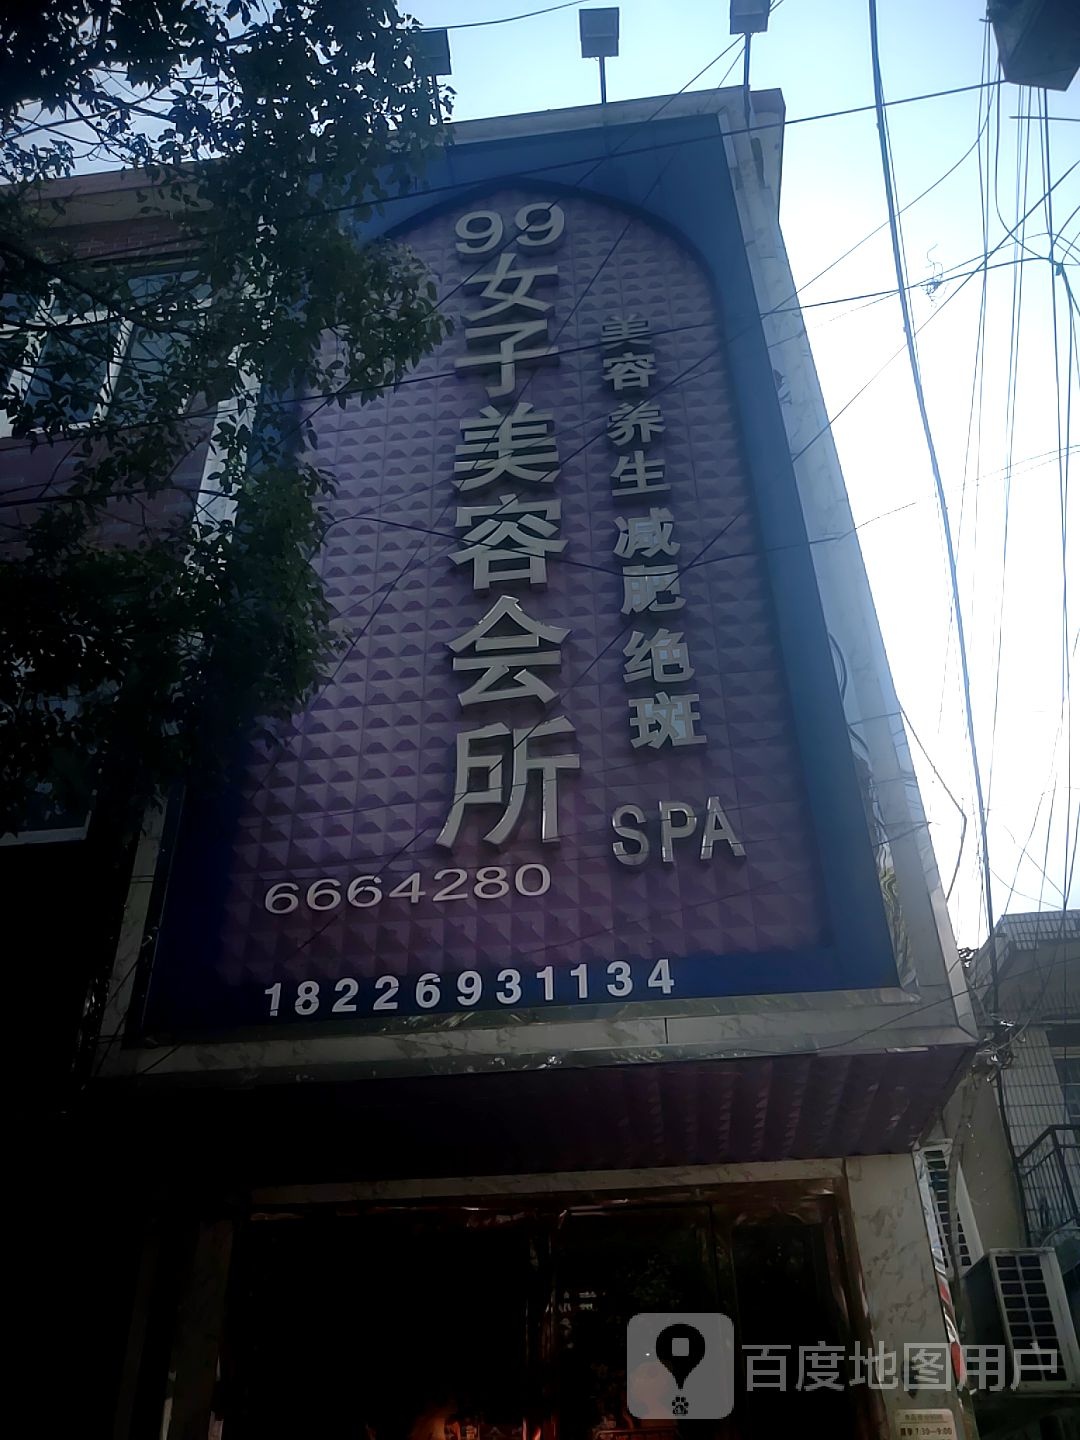 99女子美容会所
美容养生减肥绝斑
SPA
6664280
18226931134
百度地图用户